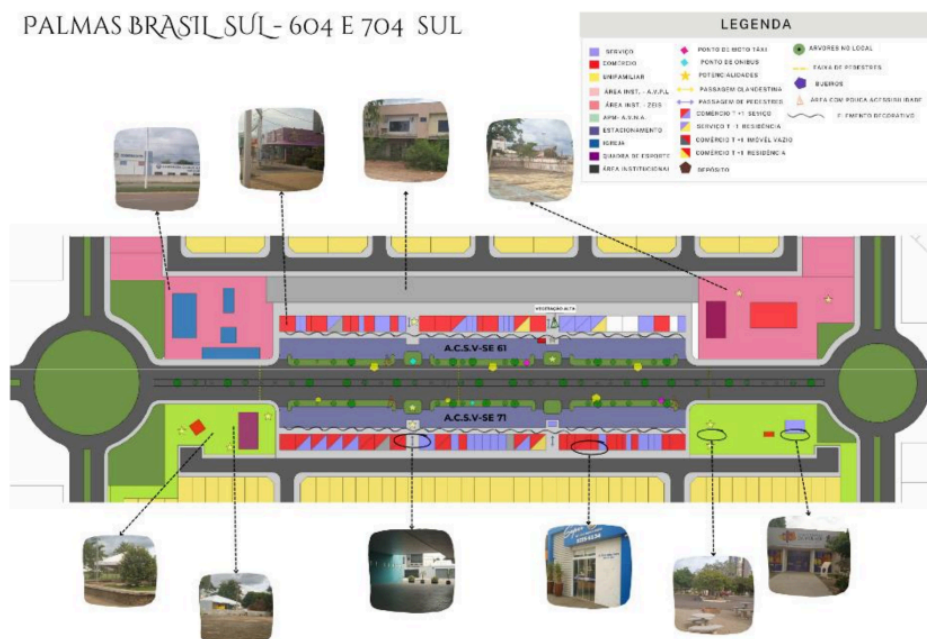 PALMAS BRASIL SUL - 604 E 704 SUL
LEGENDA
SERVIÇO
COMÉRCIO
UNIFAMILIAR
ÁREA INST. - A.V.P.L
ÁREA INST. - ZEIS
APM- A.V.N.A.
ESTACIONAMENTO
IGREJA
QUADRA DE ESPORTE
ÁREA INSTITUCIONAL
PONTO DE MOTO TÁXI
PONTO DE ONIBUS
POTENCIALIDADES
PASSAGEM CLANDESTINA
PASSAGEM DE PEDESTRES
COMÉRCIO T +1 SERVIÇO
SERVIÇO T +1 RESIDÊNCIA
COMÉRCIO T +1 IMÓVEL VAZIO
COMÉRCIO T +1 RESIDÊNCIA
DEPÓSITO
ARVORES NO LOCAL
FAIXA DE PEDESTRES
BUEIROS
ÁREA COM POUCA ACESSIBILIDADE
ELEMENTO DECORATIVO
VEGETAÇÃO ALTA
A.C.S.V-SE 61
A.C.S.V-SE 71